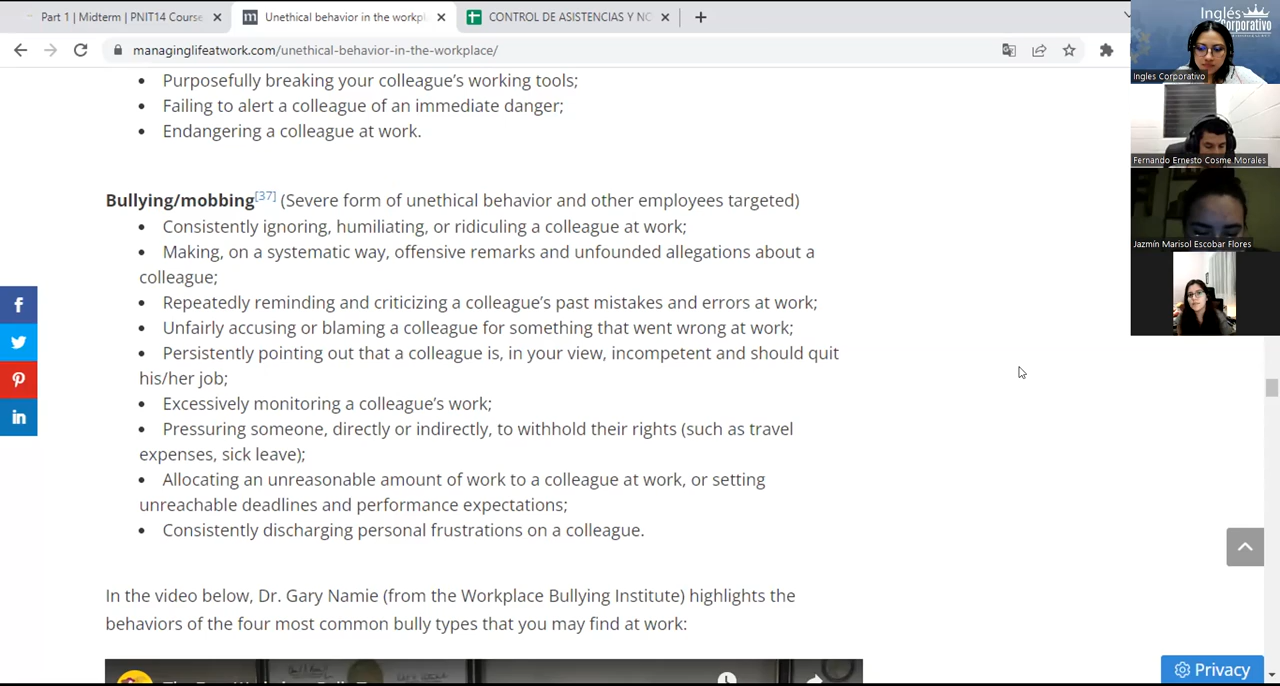 Part 1 | Midterm | PNIT14 Course
Unethical behavior in the workpl
CONTROL DE ASISTENCIAS Y NO
managinglifeatwork.com/unethical-behavior-in-the-workplace/
Inglés
Corporativo
Ingles Corporativo
Fernando Ernesto Cosme Morales
Jazmín Marisol Escobar Flores
• Purposefully breaking your colleague's working tools;
• Failing to alert a colleague of an immediate danger;
• Endangering a colleague at work.
Bullying/mobbing[37] (Severe form of unethical behavior and other employees targeted)
• Consistently ignoring, humiliating, or ridiculing a colleague at work;
• Making, on a systematic way, offensive remarks and unfounded allegations about a
colleague;
• Repeatedly reminding and criticizing a colleague's past mistakes and errors at work;
• Unfairly accusing or blaming a colleague for something that went wrong at work;
• Persistently pointing out that a colleague is, in your view, incompetent and should quit
his/her job;
• Excessively monitoring a colleague's work;
• Pressuring someone, directly or indirectly, to withhold their rights (such as travel
expenses, sick leave);
• Allocating an unreasonable amount of work to a colleague at work, or setting
unreachable deadlines and performance expectations;
• Consistently discharging personal frustrations on a colleague.
In the video below, Dr. Gary Namie (from the Workplace Bullying Institute) highlights the
behaviors of the four most common bully types that you may find at work:
Privacy